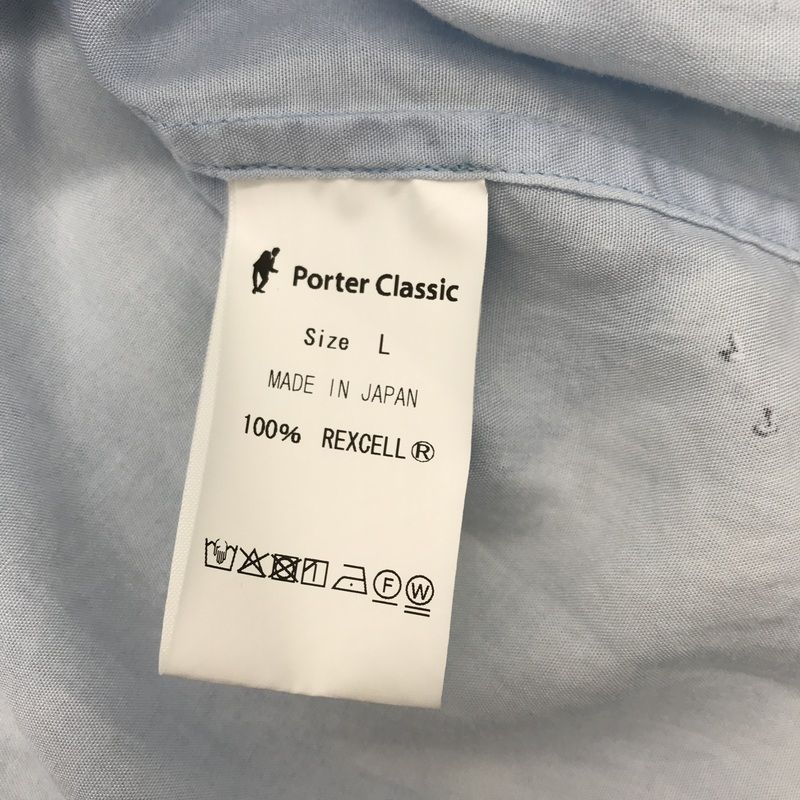 Porter Classic
Size L
MADE IN JAPAN
100% REXCELL®
F W